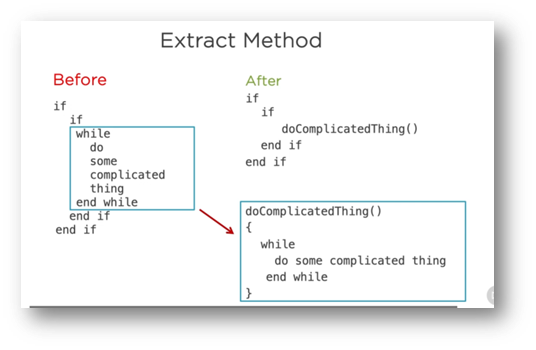 Extract Method
Before
if
if
while
do
some
complicated
thing
end while
end if
end if
After
if
if
doComplicatedThing()
end if
end if
doComplicatedThing()
{
while
do some complicated thing
end while
}